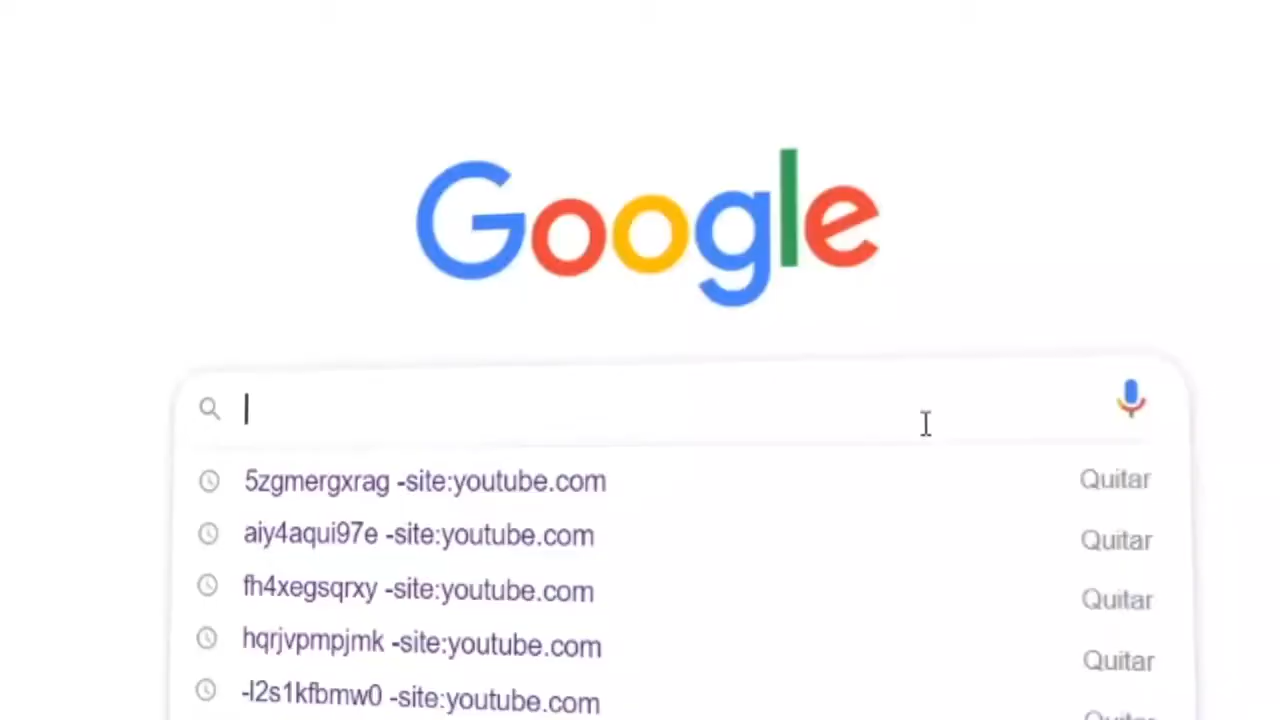 Google
5zgmergxrag -site:youtube.com
Quitar
aiy4aqui97e -site:youtube.com
Quitar
fh4xegsqrxy -site:youtube.com
Quitar
hqrjvpmpjmk -site:youtube.com
Quitar
-l2s1kfbmw0 -site:youtube.com
Quitar